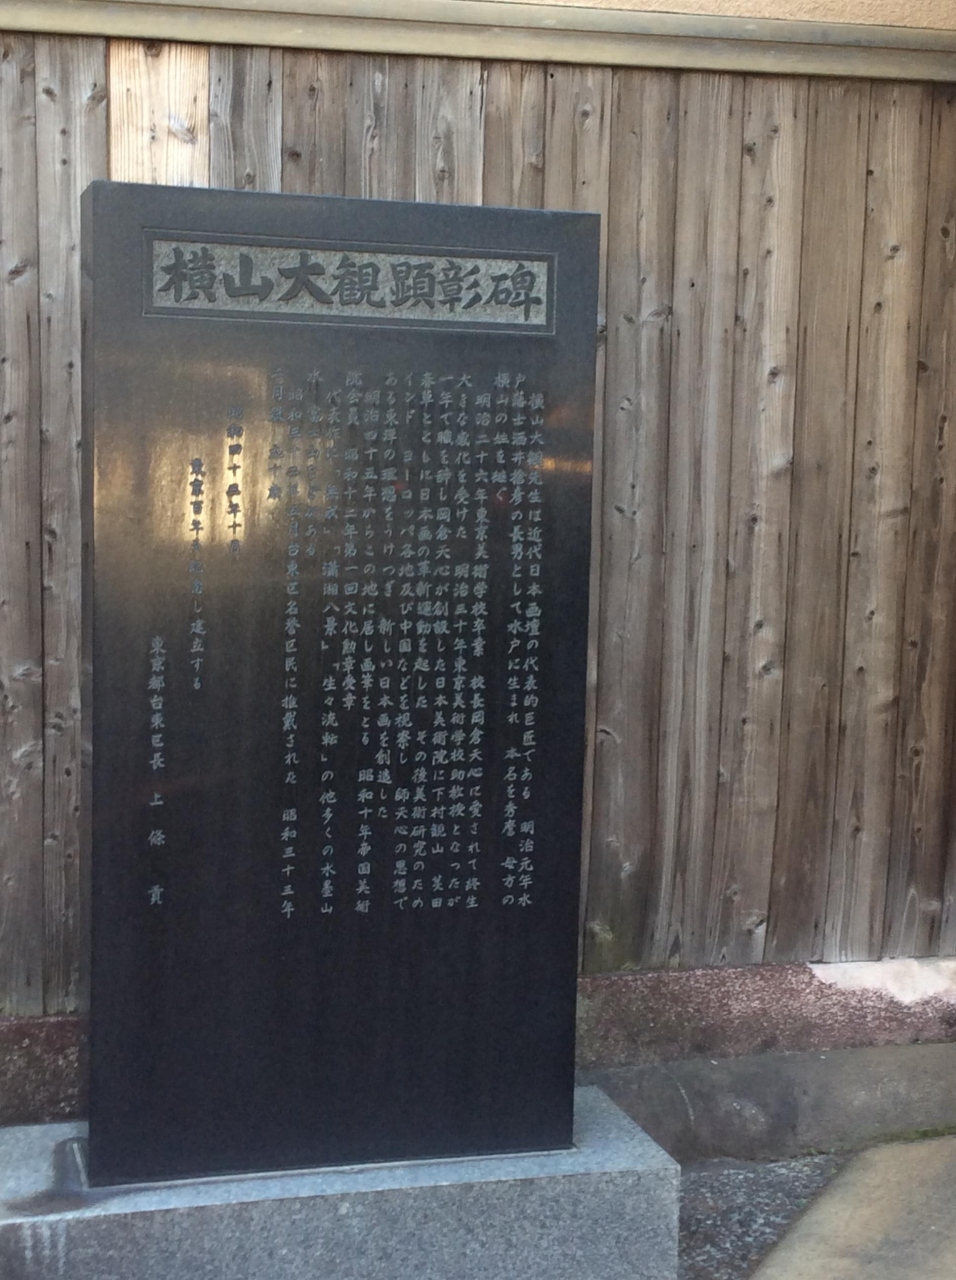 横山大観顕彰碑
横山大観先生は近代日本画壇の代表的巨匠である 明治元年水
戸藩士酒井捨彦の長男として水戸に生まれ 本名を秀麿 母方の
横山の姓を継ぐ
明治二十六年東京美術学校卒業 校長岡倉天心に愛されて終生
大きな感化を受けた 明治三十年東京美術学校助教授となつたが
一年で職を辞し岡倉天心が創設した日本美術院に下村観山 菱田
春草とともに日本画の革新運動を起した その後美術研究のため
インド ヨーロッパ各地及び中国などを視察し 師天心の思想で
ある東洋の理想をうけつぎ 新しい日本画を創造した
明治四十五年からこの地に居し画筆をとる 昭和十年帝国美術
院会員 昭和十二年第一回文化勲章受章
代表作に 「瀟湘八景」「生々流転」の他多くの水墨山
水
昭和 月台東区名誉区民に推戴された 昭和三十三年
二月
昭和四十三年十月
東京百年を記念し建立する
東京都台東区長 上條 貢